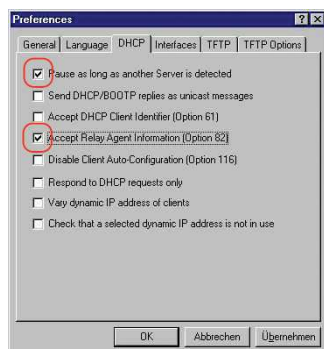 Preferences
General Language DHCP Interfaces TFTP TFTP Options
Pause as long as another Server is detected
Send DHCP/BOOTP replies as unicast messages
Accept DHCP Client Identifier (Option 61)
Accept Relay Agent Information (Option 82)
Disable Client Auto-Configuration (Option 116)
Respond to DHCP requests only
Vary dynamic IP address of clients
Check that a selected dynamic IP address is not in use
OK Abbrechen Übernehmen